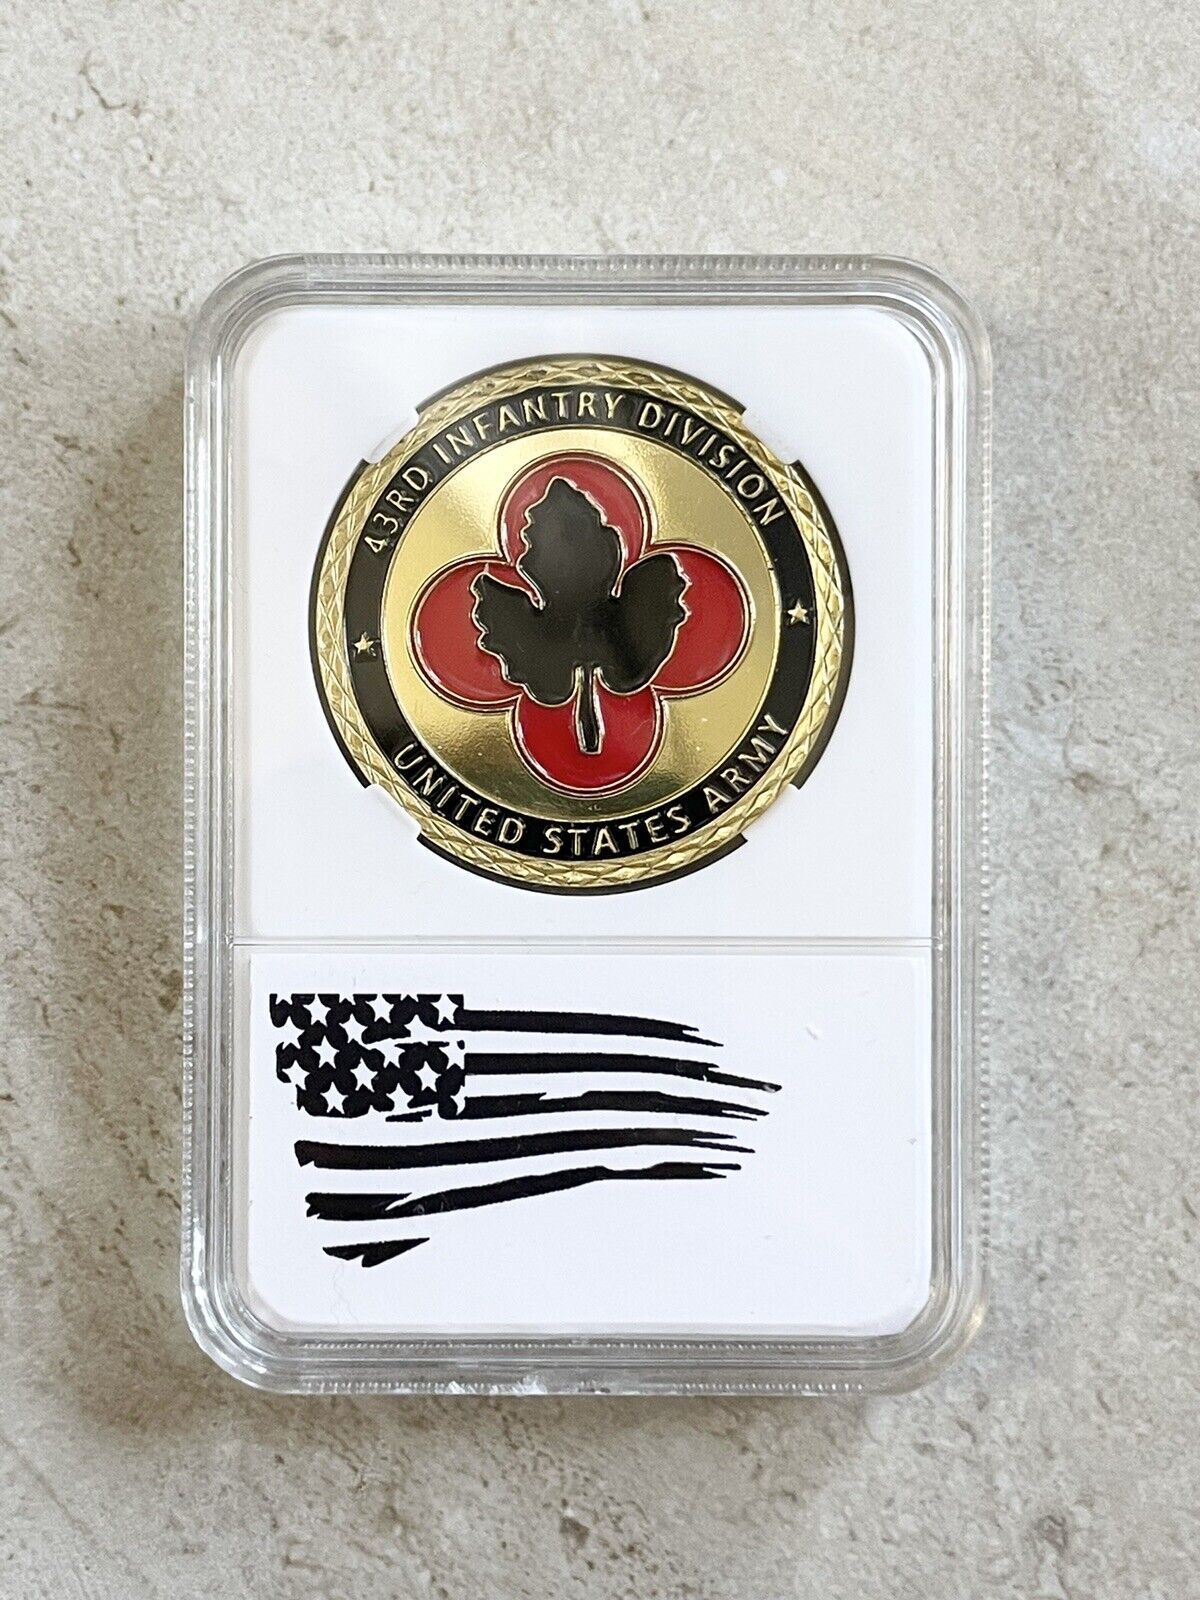 43RD INFANTRY DIVISION
UNITED STATES ARMY